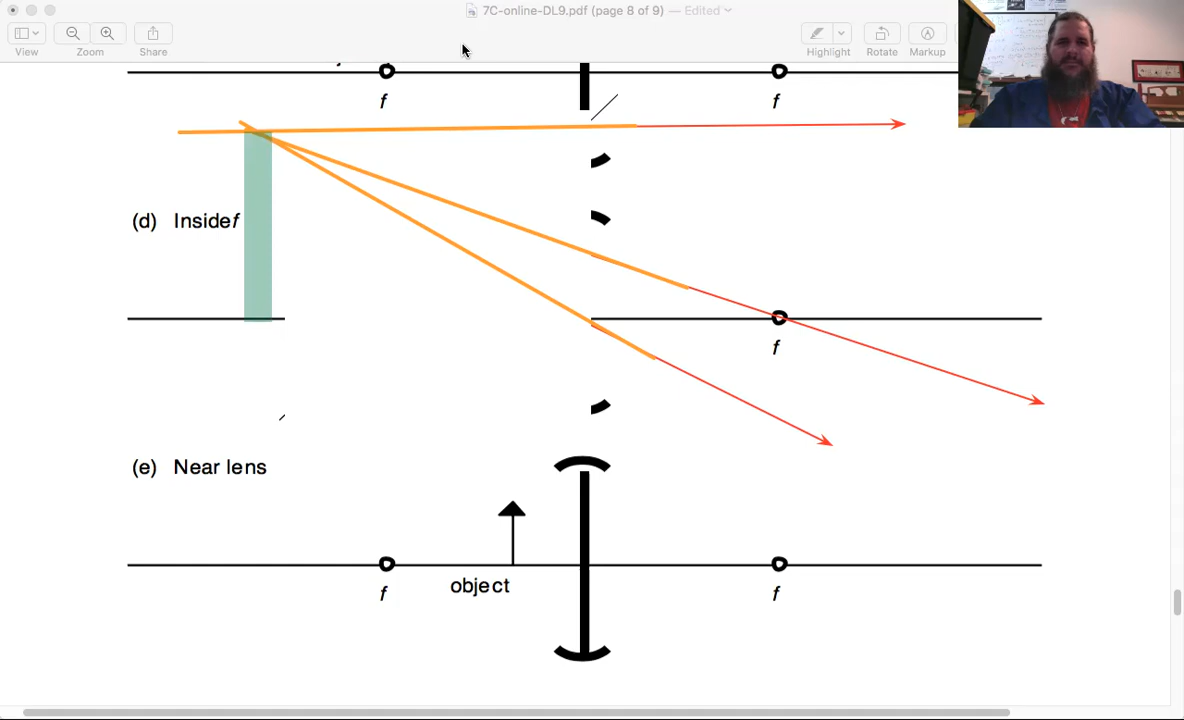 7C-online-DL9.pdf (page 8 of 9) — Edited
View
Zoom
Share
Highlight
Rotate
Markup
f
f
(d) Insidef
f
(e) Near lens
object
f
f